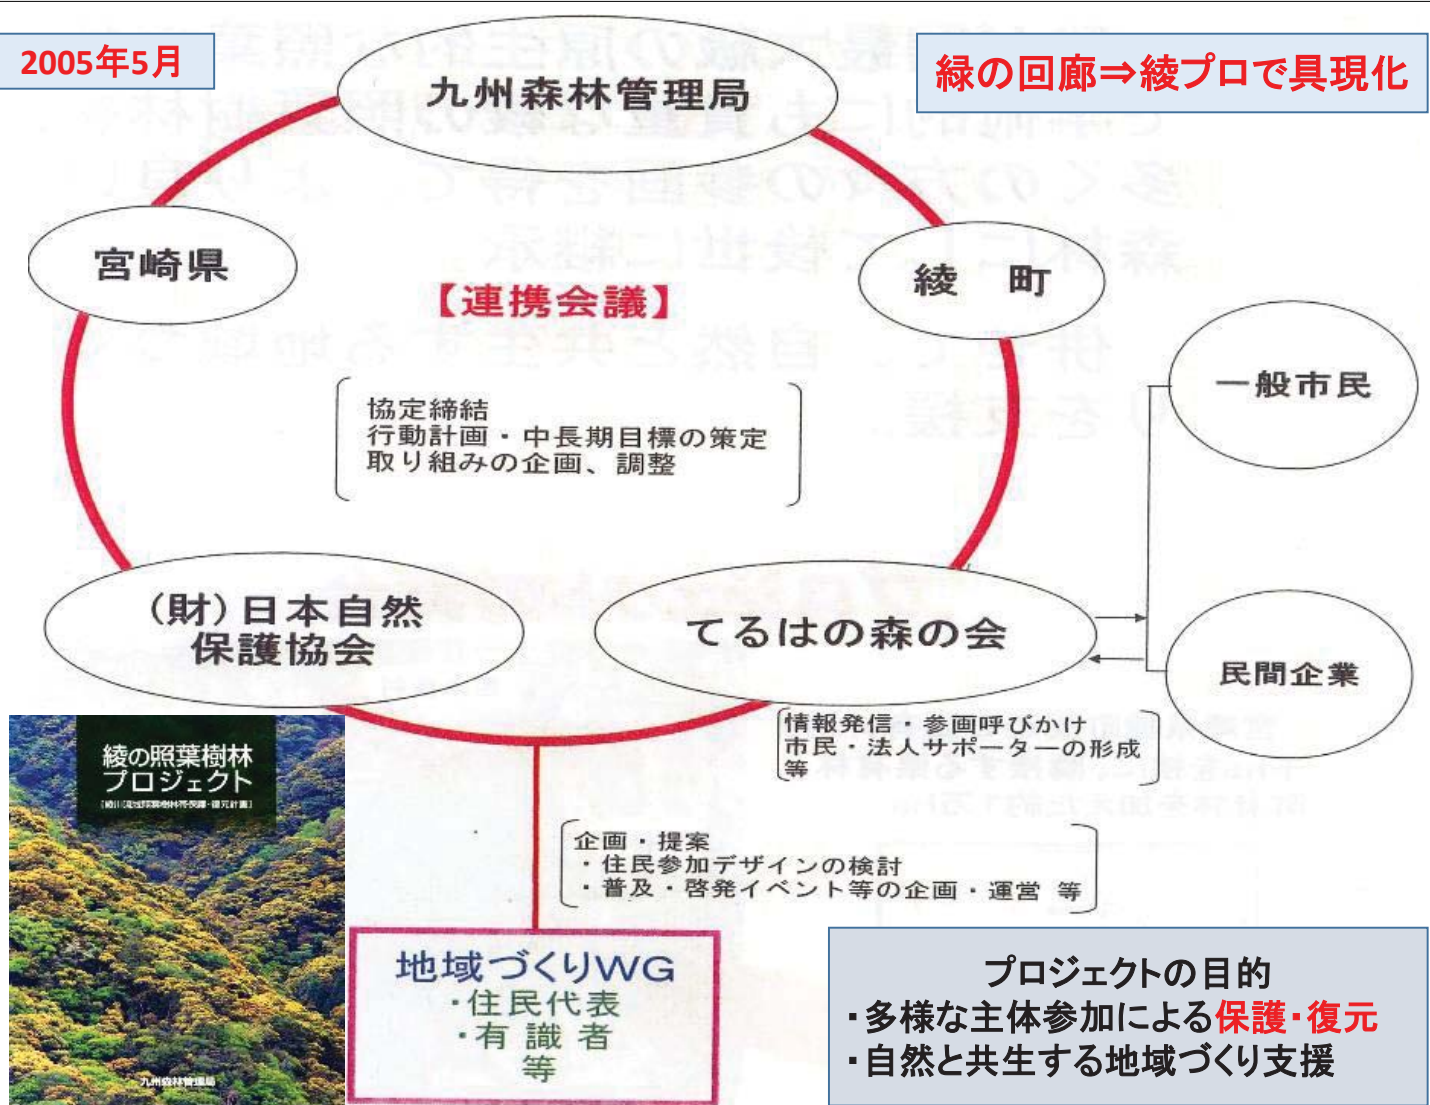 2005年5月
緑の回廊⇒綾プロで具現化
九州森林管理局
宮崎県
綾 町
【連携会議】
一般市民
協定締結
行動計画・中長期目標の策定
取り組みの企画、調整
(財)日本自然
保護協会
てるはの森の会
民間企業
情報発信・参画呼びかけ
市民・法人サポーターの形成
等
綾の照葉樹林
プロジェクト
企画・提案
・住民参加デザインの検討
・普及・啓発イベント等の企画・運営 等
地域づくりWG
・住民代表
・有 識 者
等
九州森林管理局
プロジェクトの目的
・多様な主体参加による保護・復元
・自然と共生する地域づくり支援